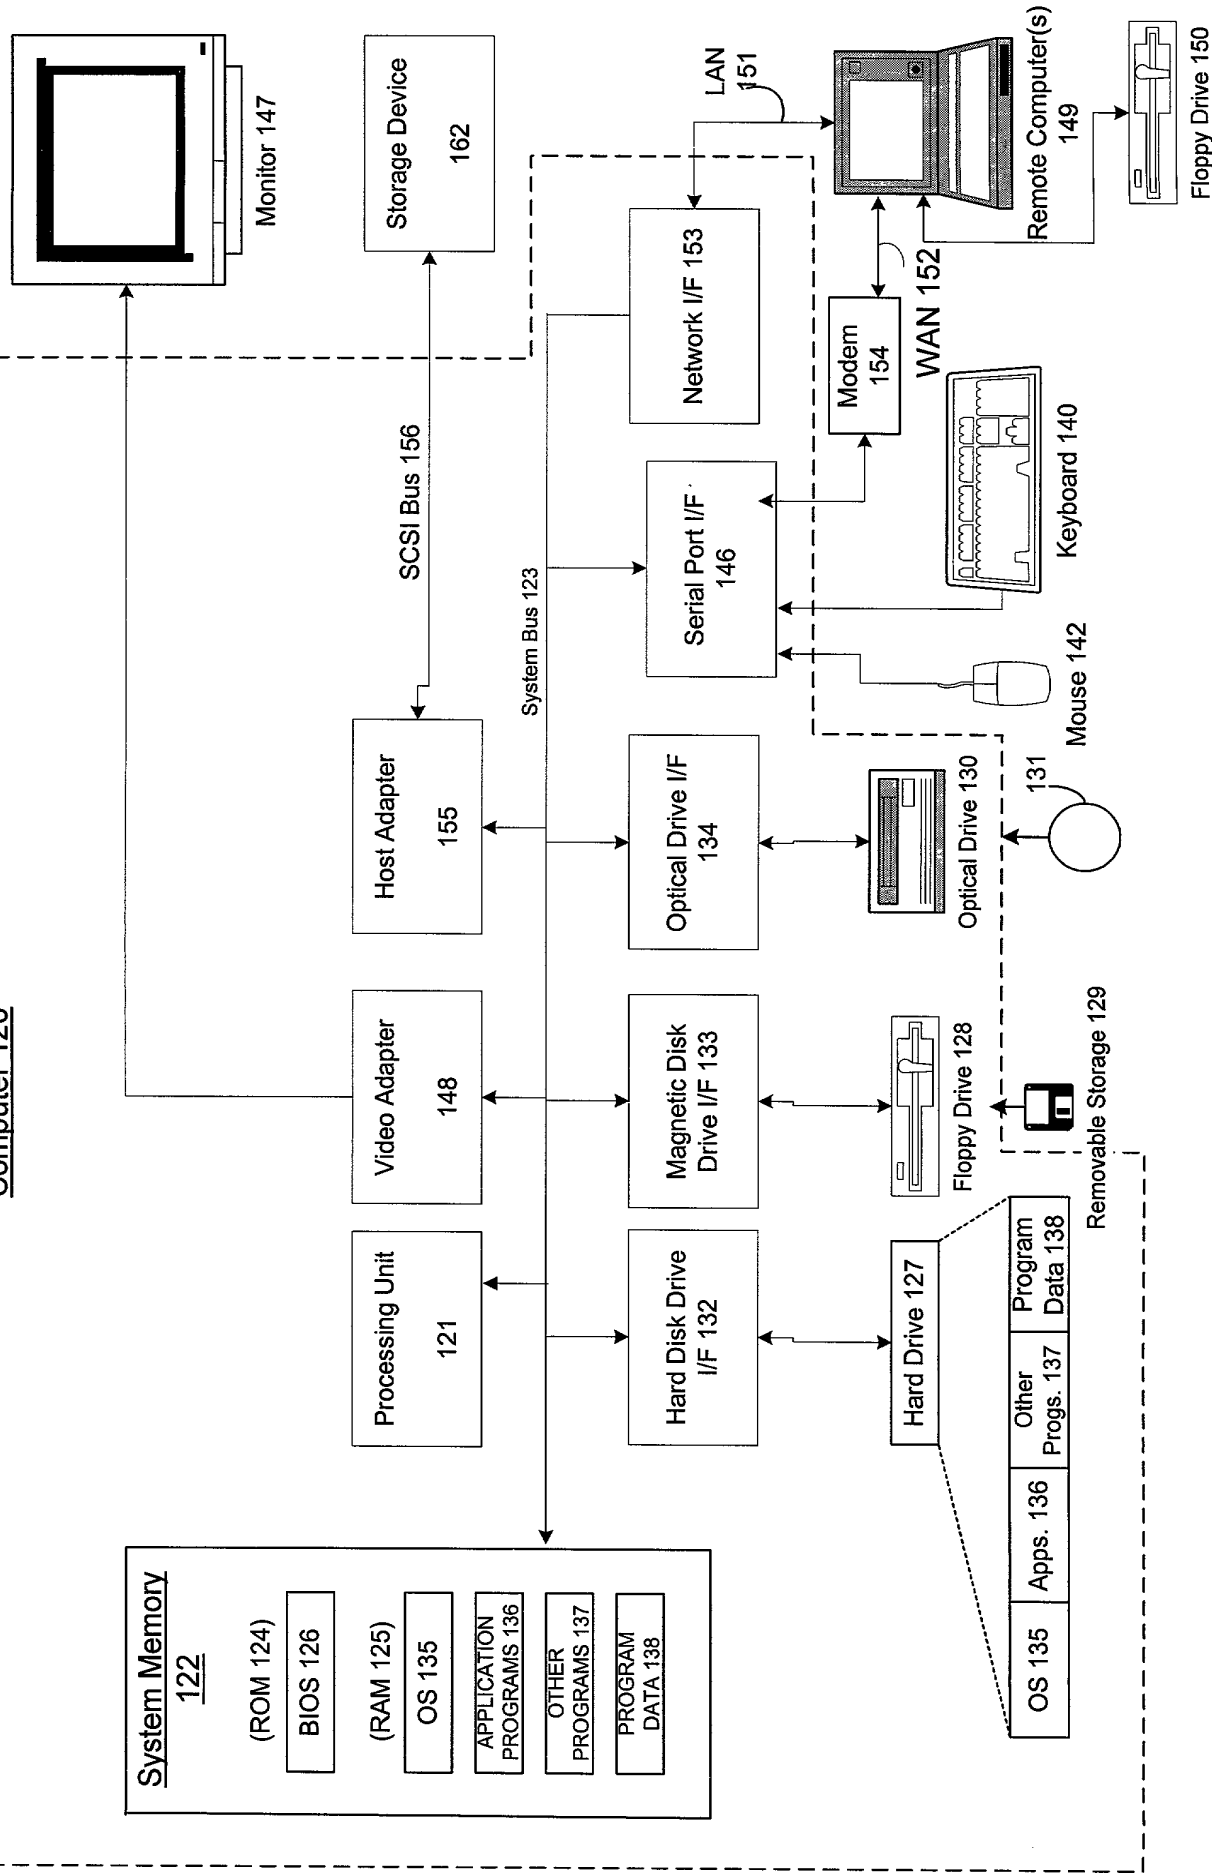 Computer 120
System Memory
122
(ROM 124)
BIOS 126
(RAM 125)
OS 135
APPLICATION
PROGRAMS 136
OTHER
PROGRAMS 137
PROGRAM
DATA 138
Processing Unit
121
Video Adapter
148
Host Adapter
155
SCSI Bus 156
Storage Device
162
Monitor 147
System Bus 123
Hard Disk Drive
I/F 132
Magnetic Disk
Drive I/F 133
Optical Drive I/F
134
Serial Port I/F
146
Network I/F 153
LAN
151
Hard Drive 127
Floppy Drive 128
Optical Drive 130
Modem
154
WAN 152
Remote Computer(s)
149
OS 135
Apps. 136
Other
Progs. 137
Program
Data 138
Removable Storage 129
131
Mouse 142
Keyboard 140
Floppy Drive 150